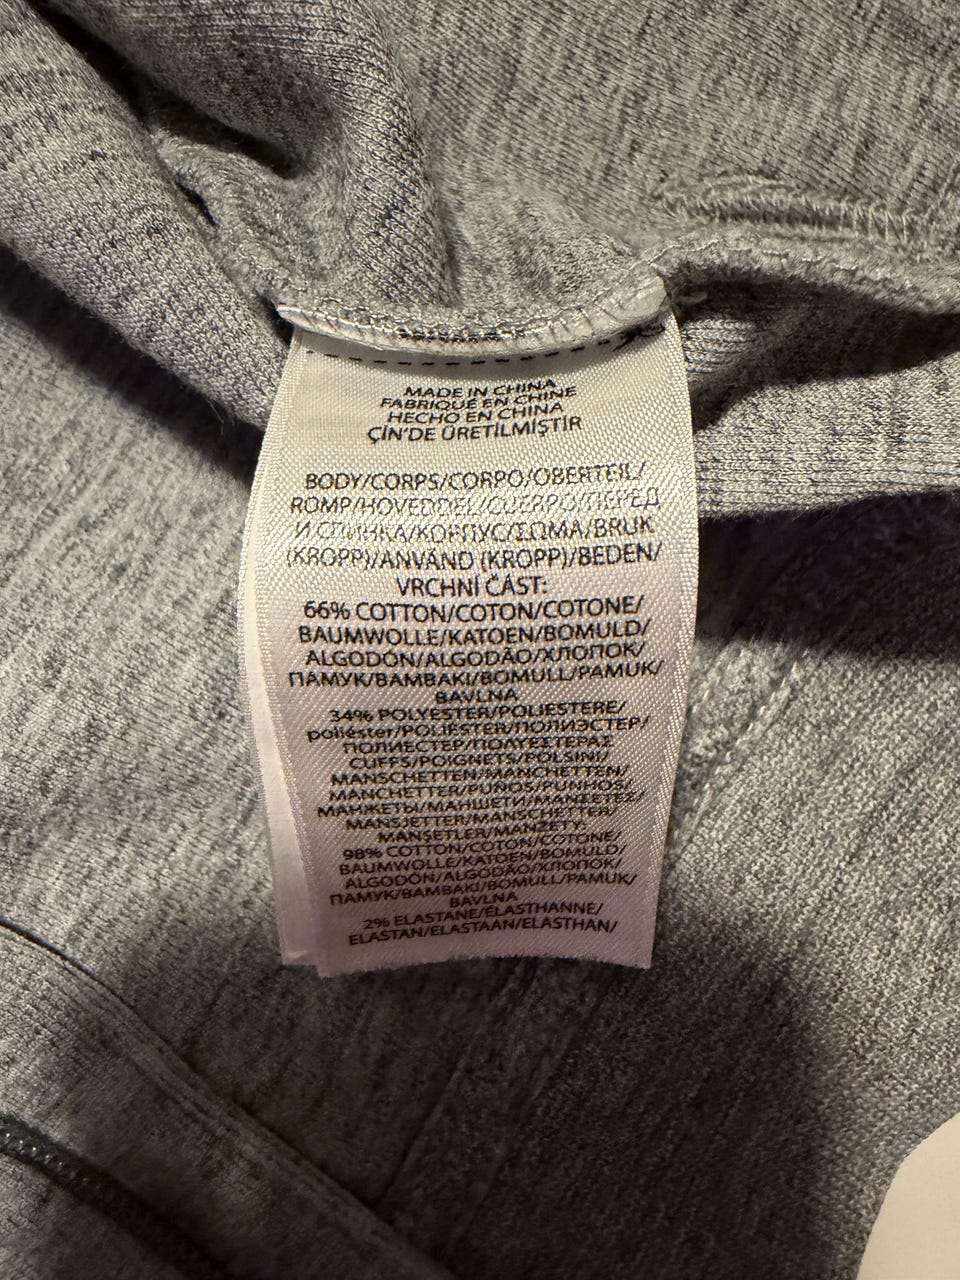 MADE IN CHINA
FABRIQUÉ EN CHINE
HECHO EN CHINA
ÇİN'DE ÜRETİLMİŞTİR
BODY/CORPS/CORPO/OBERTEIL/
ROMP/HOVEDDEL/CUERPO/ПЕРЕД
И СПИНКА/КОРПУС/ΣΩΜΑ/BRUK
(KROPP)/ANVÄND (KROPP)/BEDEN/
VRCHNÍ ČÁST:
66% COTTON/COTON/COTONE/
BAUMWOLLE/KATOEN/BOMULD/
ALGODÓN/ALGODÃO/ХЛОПОК/
ПАМУК/ΒΑΜΒΑΚΙ/BOMULL/PAMUK/
BAVLNA
34% POLYESTER/POLIESTERE/
poliéster/POLIESTER/ПОЛИЭСТЕР/
ПОЛИЕСТЕР/ΠΟΛΥΕΣΤΕΡΑΣ
CUFFS/POIGNETS/POLSINI/
MANSCHETTEN/MANCHETTEN/
MANCHETTER/PUÑOS/PUNHOS/
МАНЖЕТЫ/МАНШЕТИ/ΜΑΝΣΕΤΕΣ/
MANSJETTER/MANSCHETTER/
MANŞETLER/MANŽETY:
98% COTTON/COTON/COTONE/
BAUMWOLLE/KATOEN/BOMULD/
ALGODÓN/ALGODÃO/ХЛОПОК/
ПАМУК/ΒΑΜΒΑΚΙ/BOMULL/PAMUK/
BAVLNA
2% ELASTANE/ÉLASTHANNE/
ELASTAN/ELASTAAN/ELASTHAN/